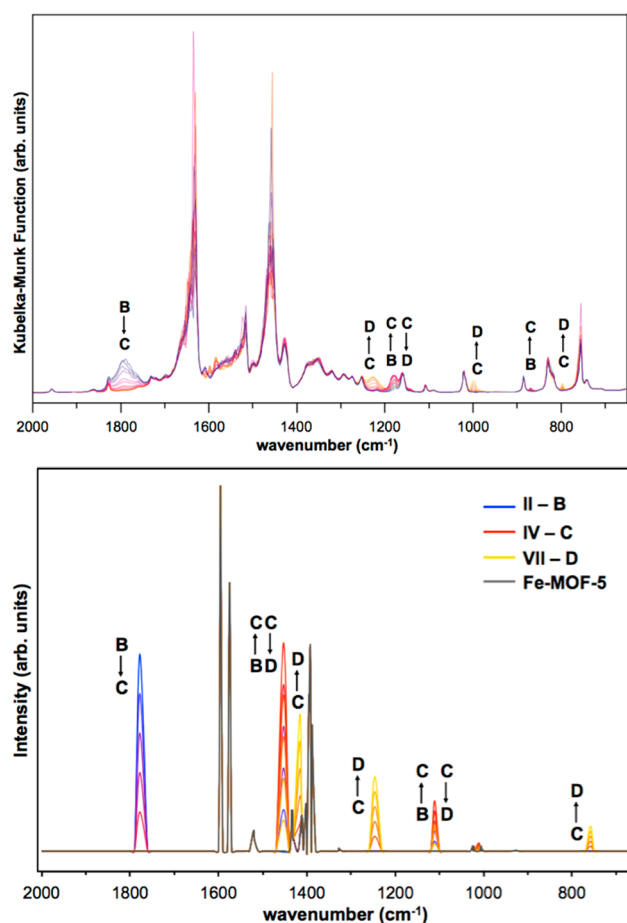 Kubelka-Munk Function (arb. units)
B
C
D
C
C C
B D
D
C
C
B
D
C
2000 1800 1600 1400 1200 1000 800
wavenumber (cm-1)
Intensity (arb. units)
II – B
IV – C
VII – D
Fe-MOF-5
B
C
C C
B D
D
C
D
C
C C
B D
D
C
2000 1800 1600 1400 1200 1000 800
wavenumber (cm-1)